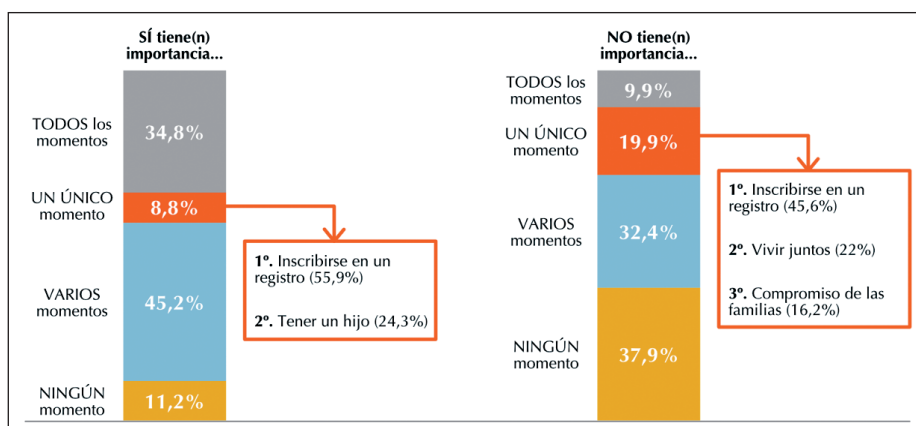 SÍ tiene(n)
importancia...
TODOS los
momentos
34,8%
UN ÚNICO
momento
8,8%
VARIOS
momentos
45,2%
NINGÚN
momento
11,2%
1º. Inscribirse en un
registro (55,9%)
2º. Tener un hijo (24,3%)
NO tiene(n)
importancia...
TODOS los
momentos
9,9%
UN ÚNICO
momento
19,9%
VARIOS
momentos
32,4%
NINGÚN
momento
37,9%
1º. Inscribirse en un
registro (45,6%)
2º. Vivir juntos (22%)
3º. Compromiso de las
familias (16,2%)